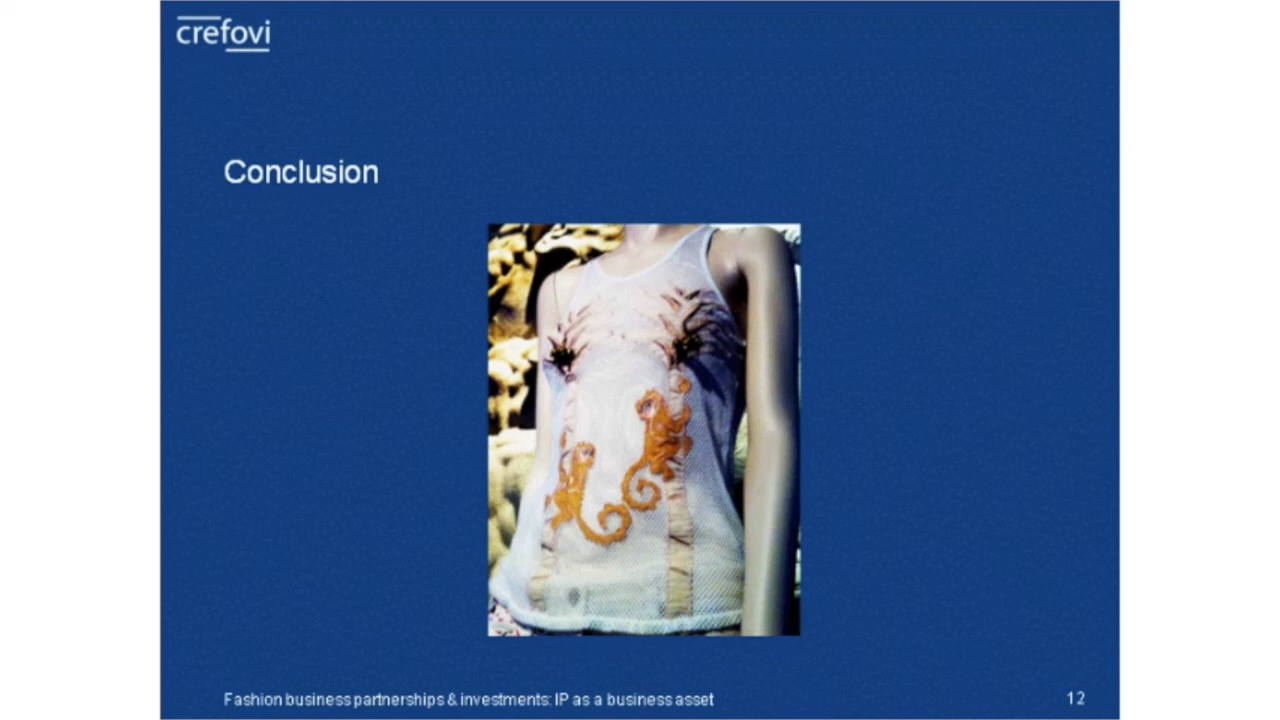 crefovi
Conclusion
Fashion business partnerships & investments: IP as a business asset
12